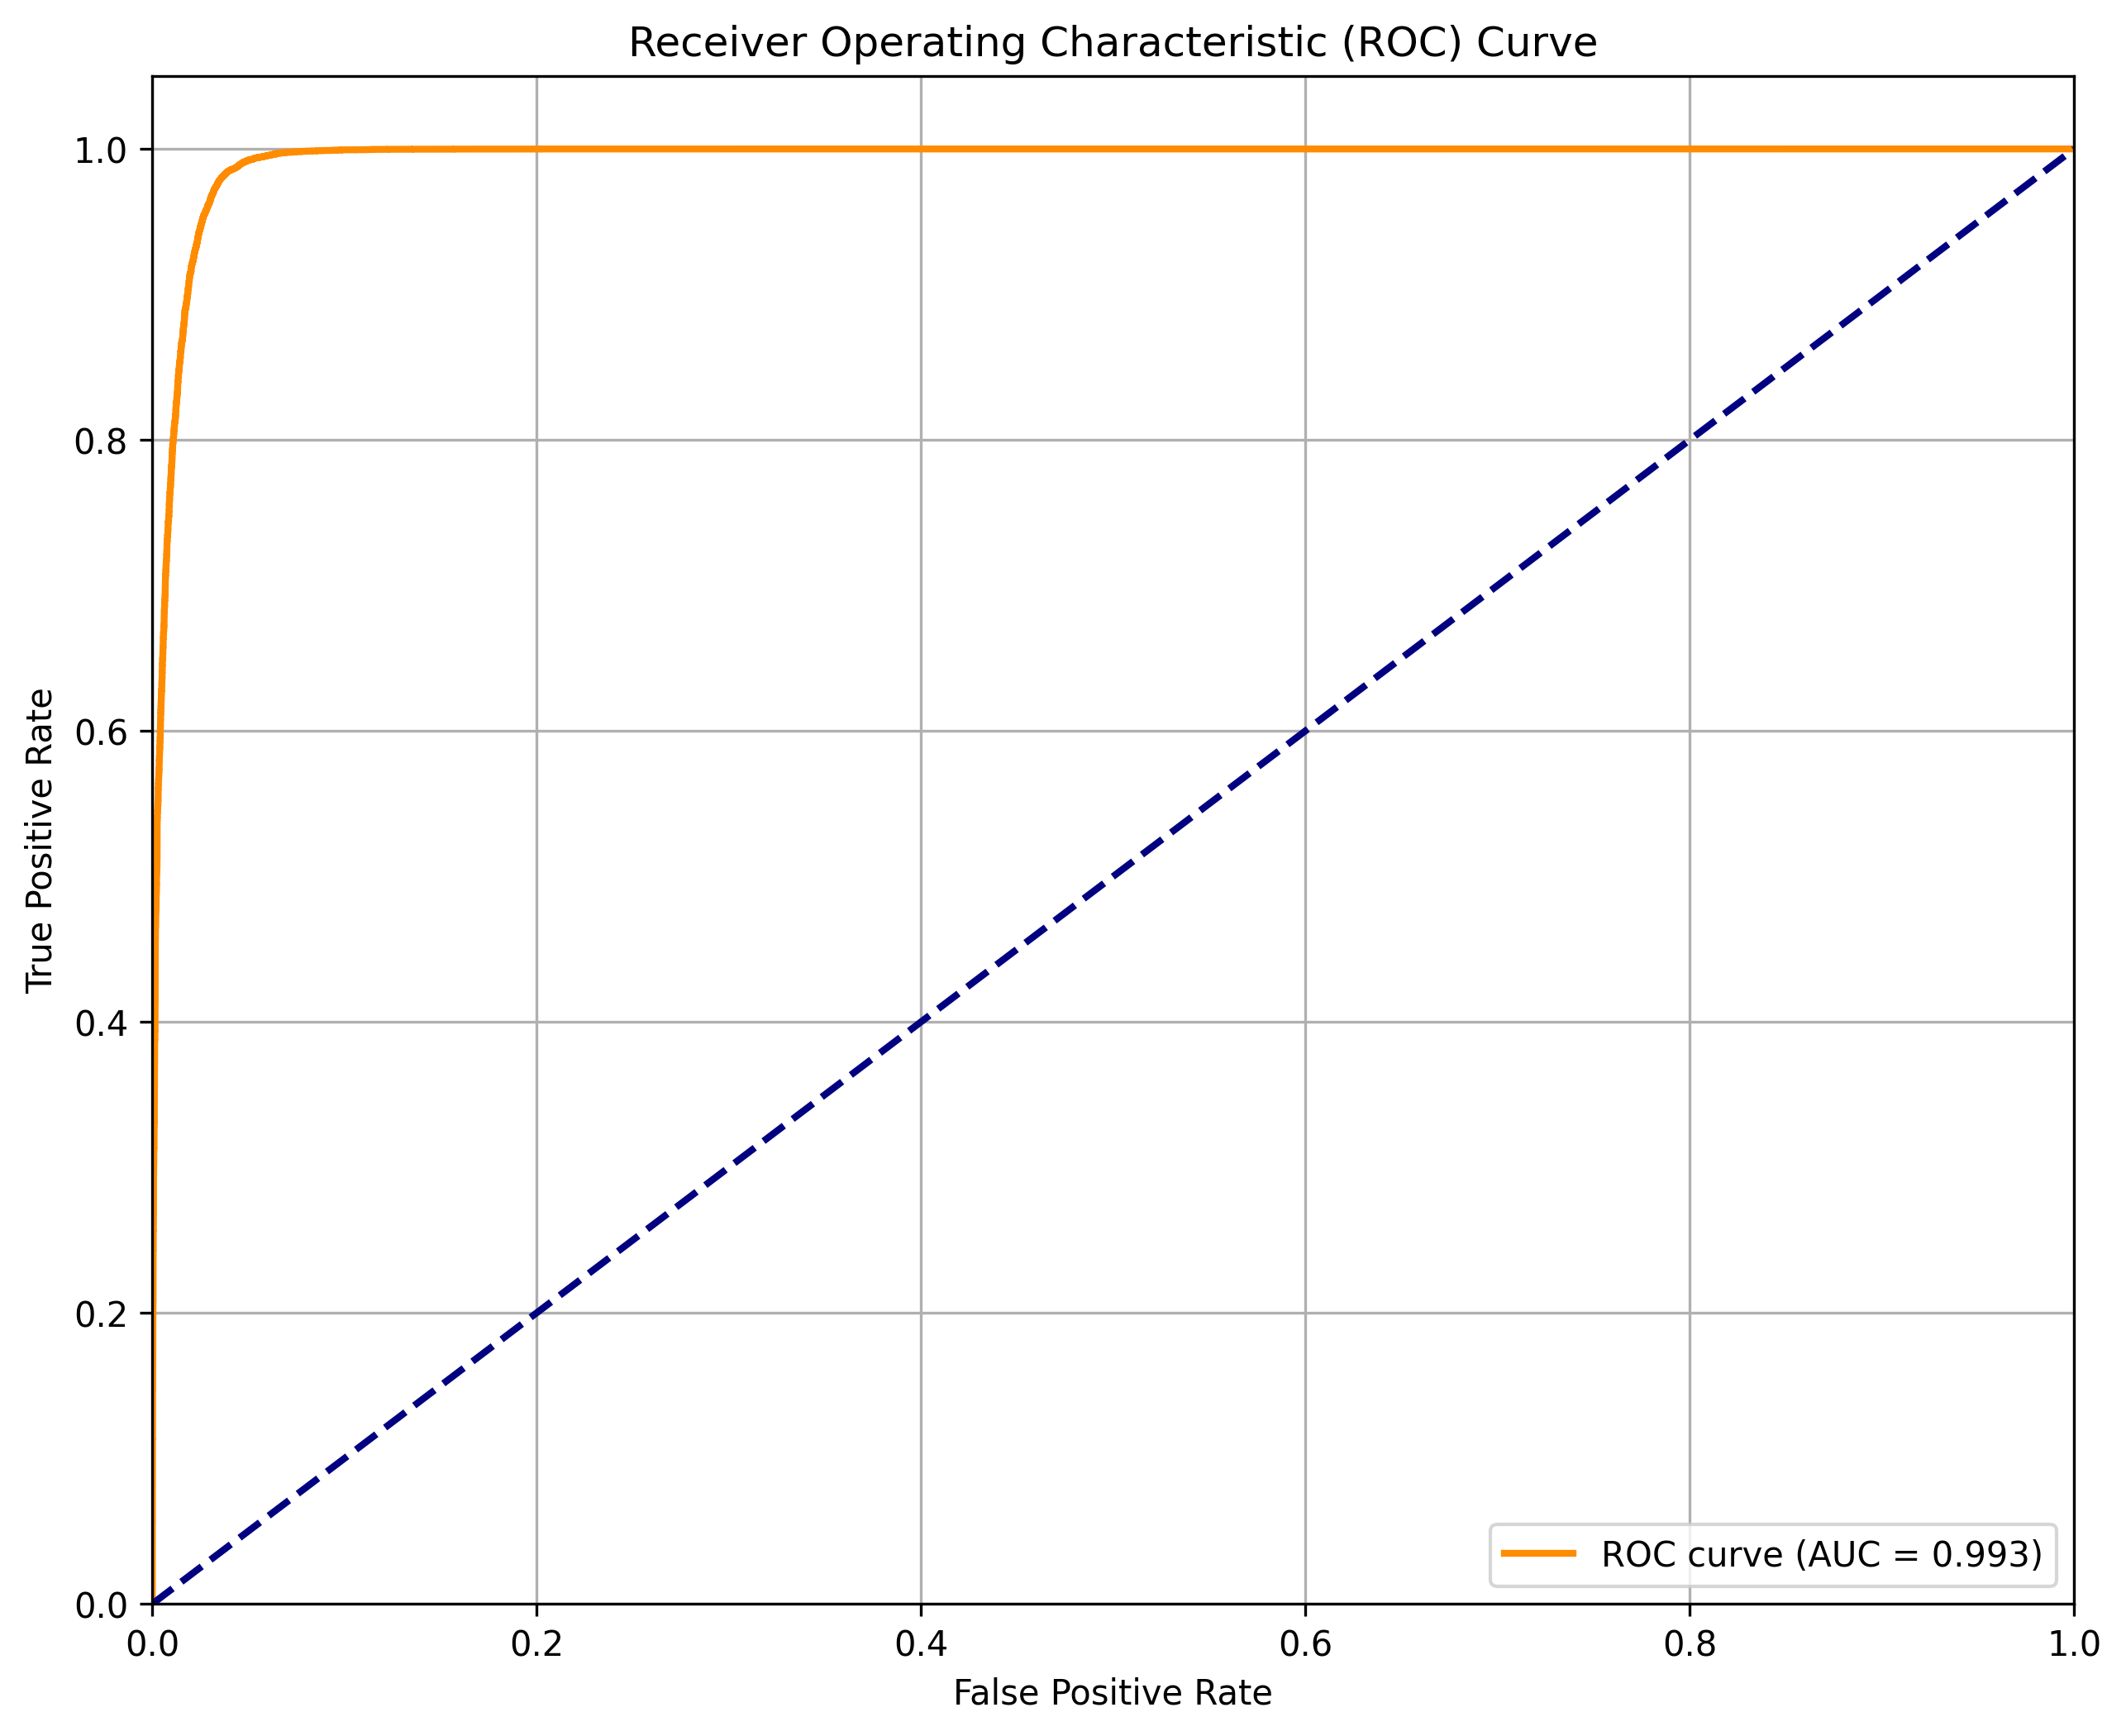 Receiver Operating Characteristic (ROC) Curve
True Positive Rate
1.0
0.8
0.6
0.4
0.2
0.0
0.0 0.2 0.4 0.6 0.8 1.0
False Positive Rate
ROC curve (AUC = 0.993)